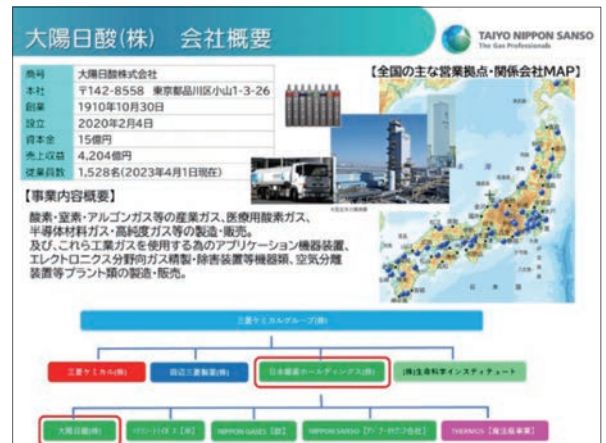 大陽日酸(株) 会社概要
TAIYO NIPPON SANSO
The Gas Professionals
商号 大陽日酸株式会社
本社 〒142-8558 東京都品川区小山1-3-26
創業 1910年10月30日
設立 2020年2月4日
資本金 15億円
売上収益 4,204億円
従業員数 1,528名(2023年4月1日現在)
【全国の主な営業拠点・関係会社MAP】
【事業内容概要】
酸素・窒素・アルゴンガス等の産業ガス、医療用酸素ガス、
半導体材料ガス・高純度ガス等の製造・販売。
及び、これら工業ガスを使用する為のアプリケーション機器装置、
エレクトロニクス分野向ガス精製・除害装置等機器類、空気分離
装置等プラント類の製造・販売。
日本海
三菱ケミカルグループ(株)
三菱ケミカル(株)
田辺三菱製薬(株)
日本酸素ホールディングス(株)
(株)生命科学インスティテュート
大陽日酸(株)
NIPPON GASES【欧】
THERMOS【魔法瓶事業】